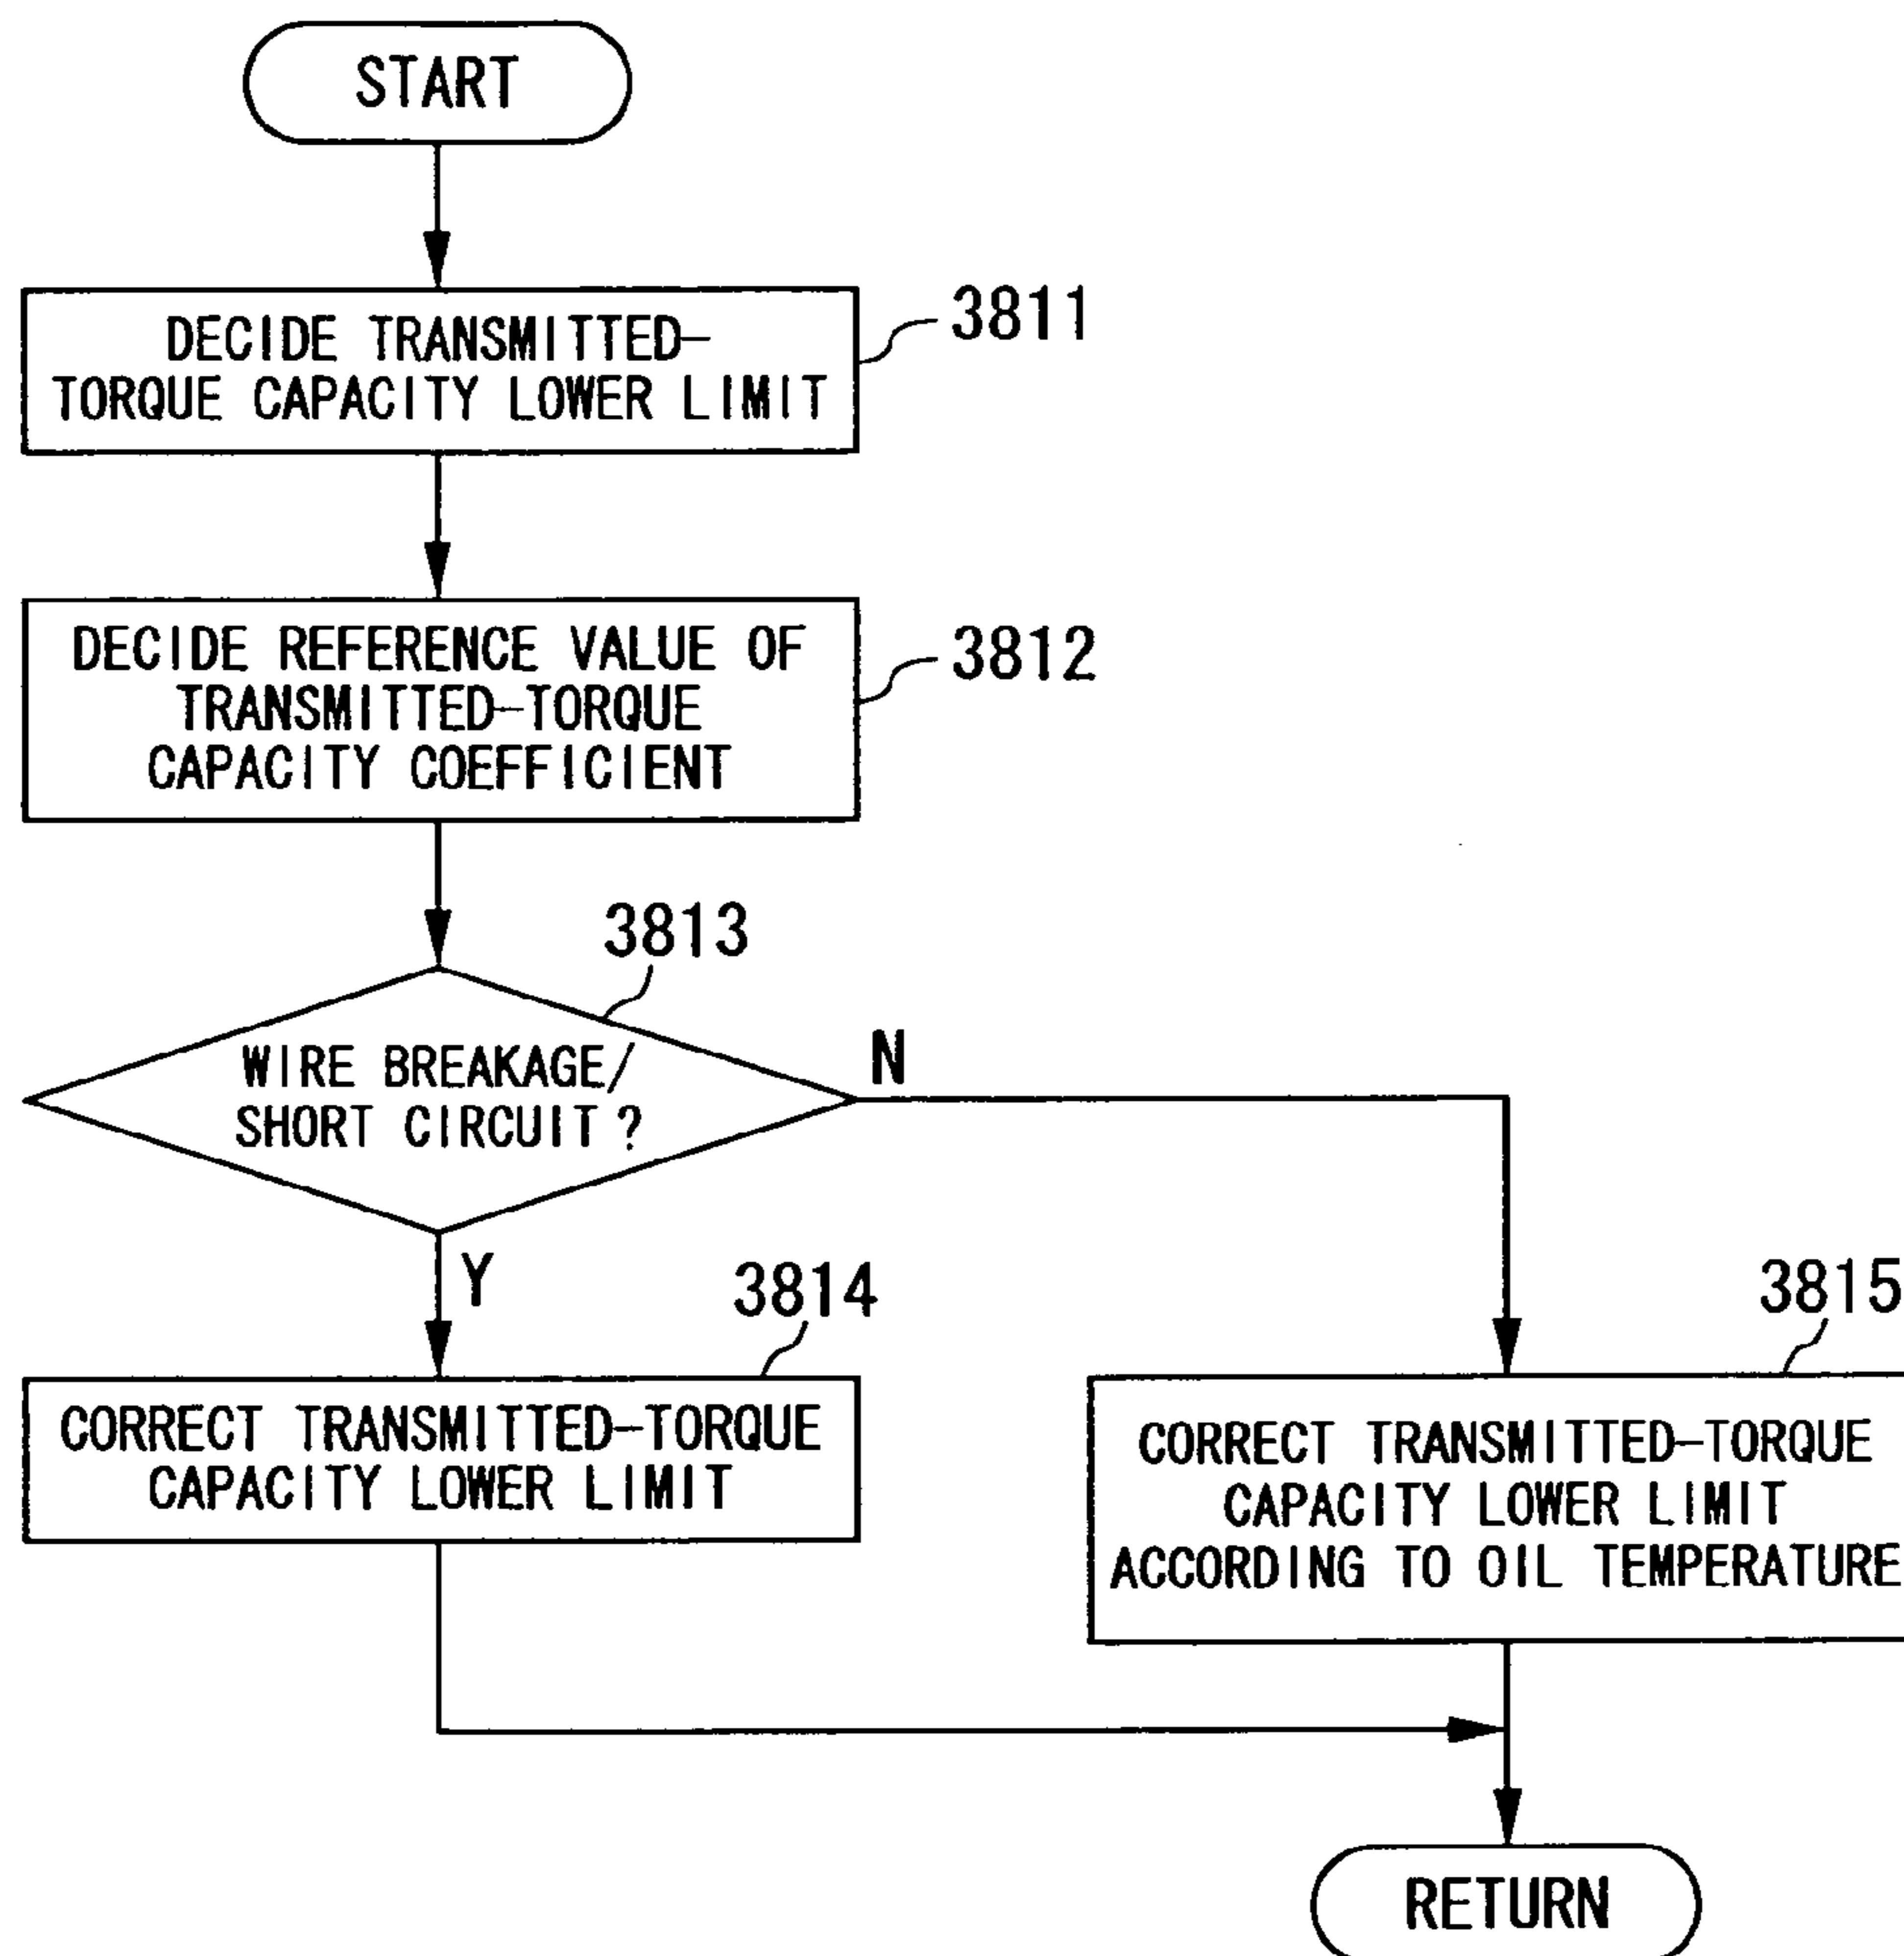 START
DECIDE TRANSMITTED-
TORQUE CAPACITY LOWER LIMIT
3811
DECIDE REFERENCE VALUE OF
TRANSMITTED-TORQUE
CAPACITY COEFFICIENT
3812
3813
WIRE BREAKAGE/
SHORT CIRCUIT?
N
Y
3814
CORRECT TRANSMITTED-TORQUE
CAPACITY LOWER LIMIT
3815
CORRECT TRANSMITTED-TORQUE
CAPACITY LOWER LIMIT
ACCORDING TO OIL TEMPERATURE
RETURN